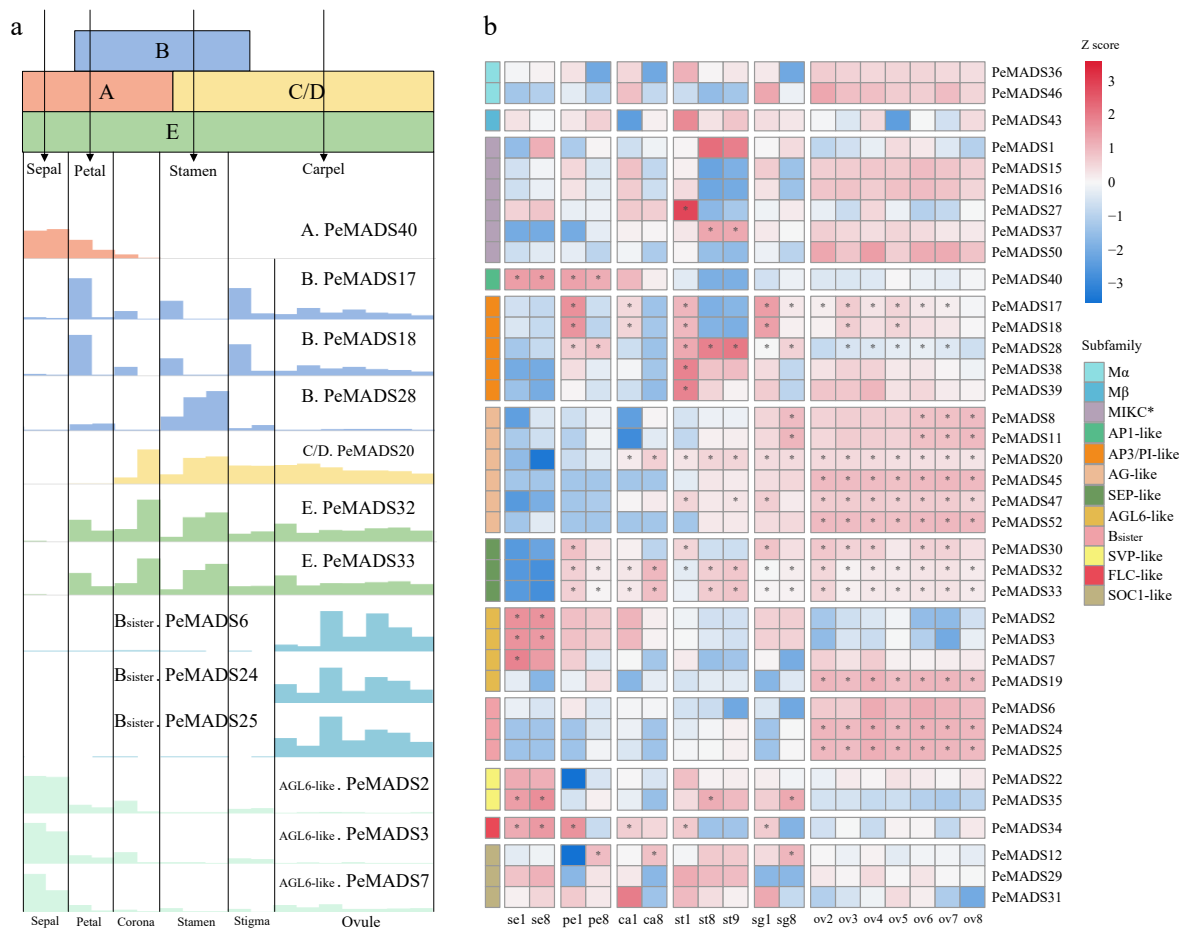 a
B
A
C/D
E
Sepal
Petal
Stamen
Carpel
A. PeMADS40
B. PeMADS17
B. PeMADS18
B. PeMADS28
C/D. PeMADS20
E. PeMADS32
E. PeMADS33
Bsister. PeMADS6
Bsister. PeMADS24
Bsister. PeMADS25
AGL6-like. PeMADS2
AGL6-like. PeMADS3
AGL6-like. PeMADS7
Sepal Petal Corona Stamen Stigma Ovule
b
PeMADS36
PeMADS46
PeMADS43
PeMADS1
PeMADS15
PeMADS16
PeMADS27
PeMADS37
PeMADS50
PeMADS40
PeMADS17
PeMADS18
PeMADS28
PeMADS38
PeMADS39
PeMADS8
PeMADS11
PeMADS20
PeMADS45
PeMADS47
PeMADS52
PeMADS30
PeMADS32
PeMADS33
PeMADS2
PeMADS3
PeMADS7
PeMADS19
PeMADS6
PeMADS24
PeMADS25
PeMADS22
PeMADS35
PeMADS34
PeMADS12
PeMADS29
PeMADS31
se1 se8 pe1 pe8 ca1 ca8 st1 st8 st9 sg1 sg8 ov2 ov3 ov4 ov5 ov6 ov7 ov8
Z score
3
2
1
0
−1
−2
−3
Subfamily
Mα
Mβ
MIKC*
AP1-like
AP3/PI-like
AG-like
SEP-like
AGL6-like
Bsister
SVP-like
FLC-like
SOC1-like